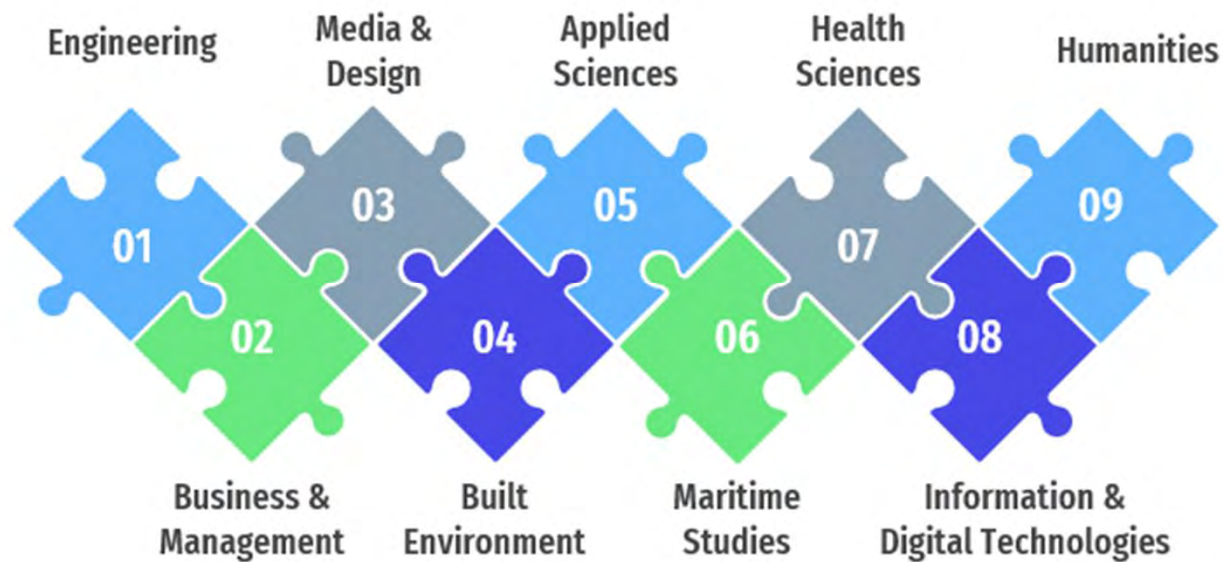 Engineering
Media &
Design
Applied
Sciences
Health
Sciences
Humanities
01
02
03
04
05
06
07
08
09
Business &
Management
Built
Environment
Maritime
Studies
Information &
Digital Technologies